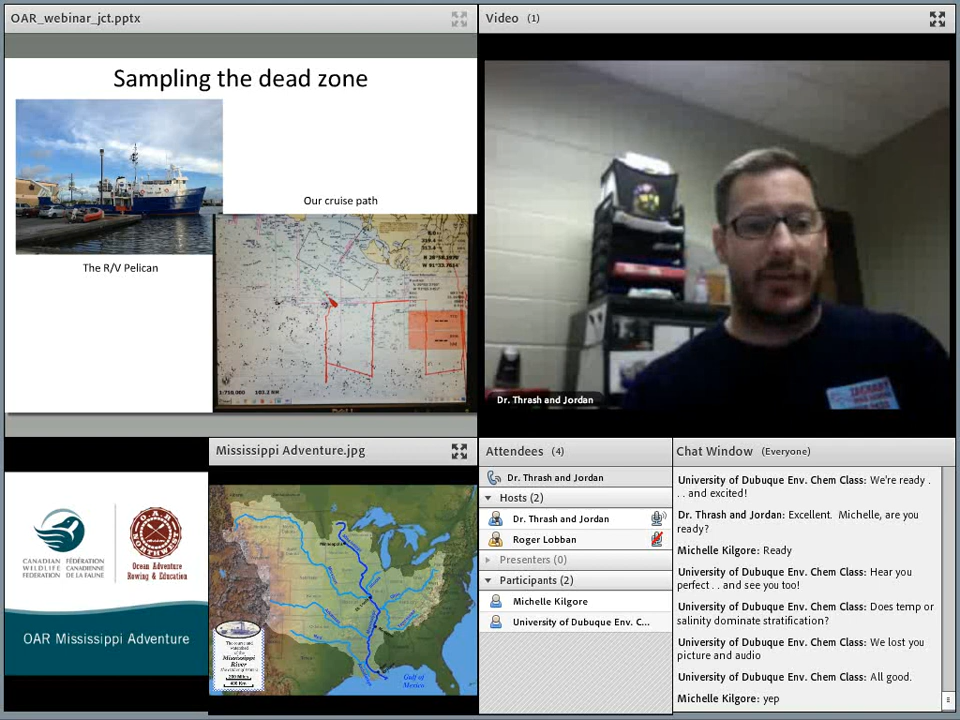 OAR_webinar_jct.pptx
Sampling the dead zone
Our cruise path
The R/V Pelican
Video (1)
Dr. Thrash and Jordan
CANADIAN
WILDLIFE
FEDERATION
FÉDÉRATION
CANADIENNE
DE LA FAUNE
O.A.R.
NORTHWEST
Ocean Adventure
Rowing & Education
OAR Mississippi Adventure
Mississippi Adventure.jpg
Mississippi
River
Gulf of
Mexico
Attendees (4)
Dr. Thrash and Jordan
Hosts (2)
Dr. Thrash and Jordan
Roger Lobban
Presenters (0)
Participants (2)
Michelle Kilgore
University of Dubuque Env. C...
Chat Window (Everyone)
University of Dubuque Env. Chem Class: We're ready .
. . and excited!
Dr. Thrash and Jordan: Excellent. Michelle, are you
ready?
Michelle Kilgore: Ready
University of Dubuque Env. Chem Class: Hear you
perfect . . and see you too!
University of Dubuque Env. Chem Class: Does temp or
salinity dominate stratification?
University of Dubuque Env. Chem Class: We lost you
picture and audio
University of Dubuque Env. Chem Class: All good.
Michelle Kilgore: yep